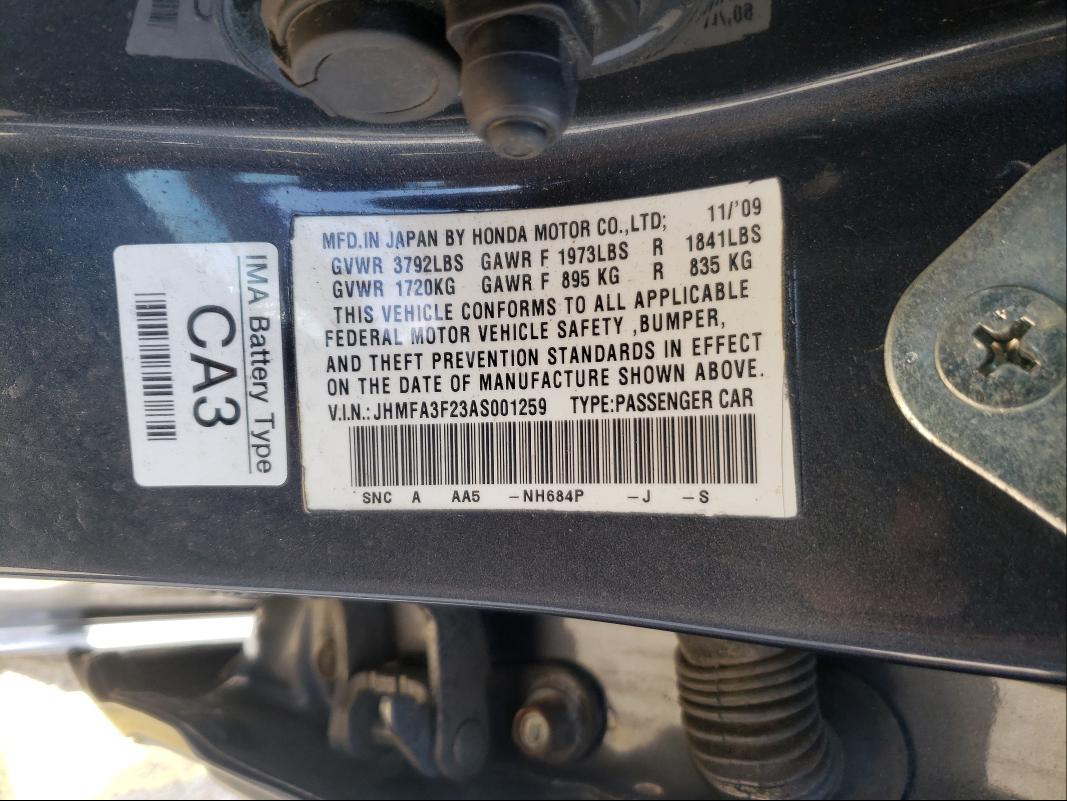 MFD.IN JAPAN BY HONDA MOTOR CO.,LTD; 11/'09
GVWR 3792LBS GAWR F 1973LBS R 1841LBS
GVWR 1720KG GAWR F 895 KG R 835 KG
THIS VEHICLE CONFORMS TO ALL APPLICABLE
FEDERAL MOTOR VEHICLE SAFETY ,BUMPER,
AND THEFT PREVENTION STANDARDS IN EFFECT
ON THE DATE OF MANUFACTURE SHOWN ABOVE.
V.I.N.: JHMFA3F23AS001259 TYPE:PASSENGER CAR
SNC A AA5 -NH684P -J -S
IMA Battery Type
CA3